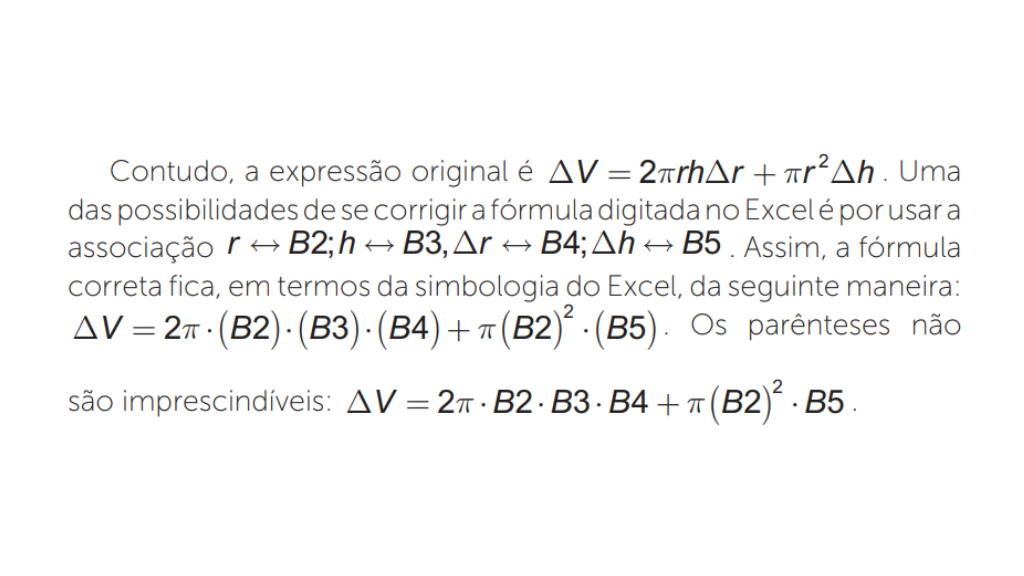 Contudo, a expressão original é ΔV = 2πrhΔr + πr²Δh . Uma
das possibilidades de se corrigir a fórmula digitada no Excel é por usar a
associação r ↔ B2; h ↔ B3, Δr ↔ B4; Δh ↔ B5 . Assim, a fórmula
correta fica, em termos da simbologia do Excel, da seguinte maneira:
ΔV = 2π · (B2) · (B3) · (B4) + π (B2)² · (B5) . Os parênteses não
são imprescindíveis: ΔV = 2π · B2 · B3 · B4 + π (B2)² · B5 .